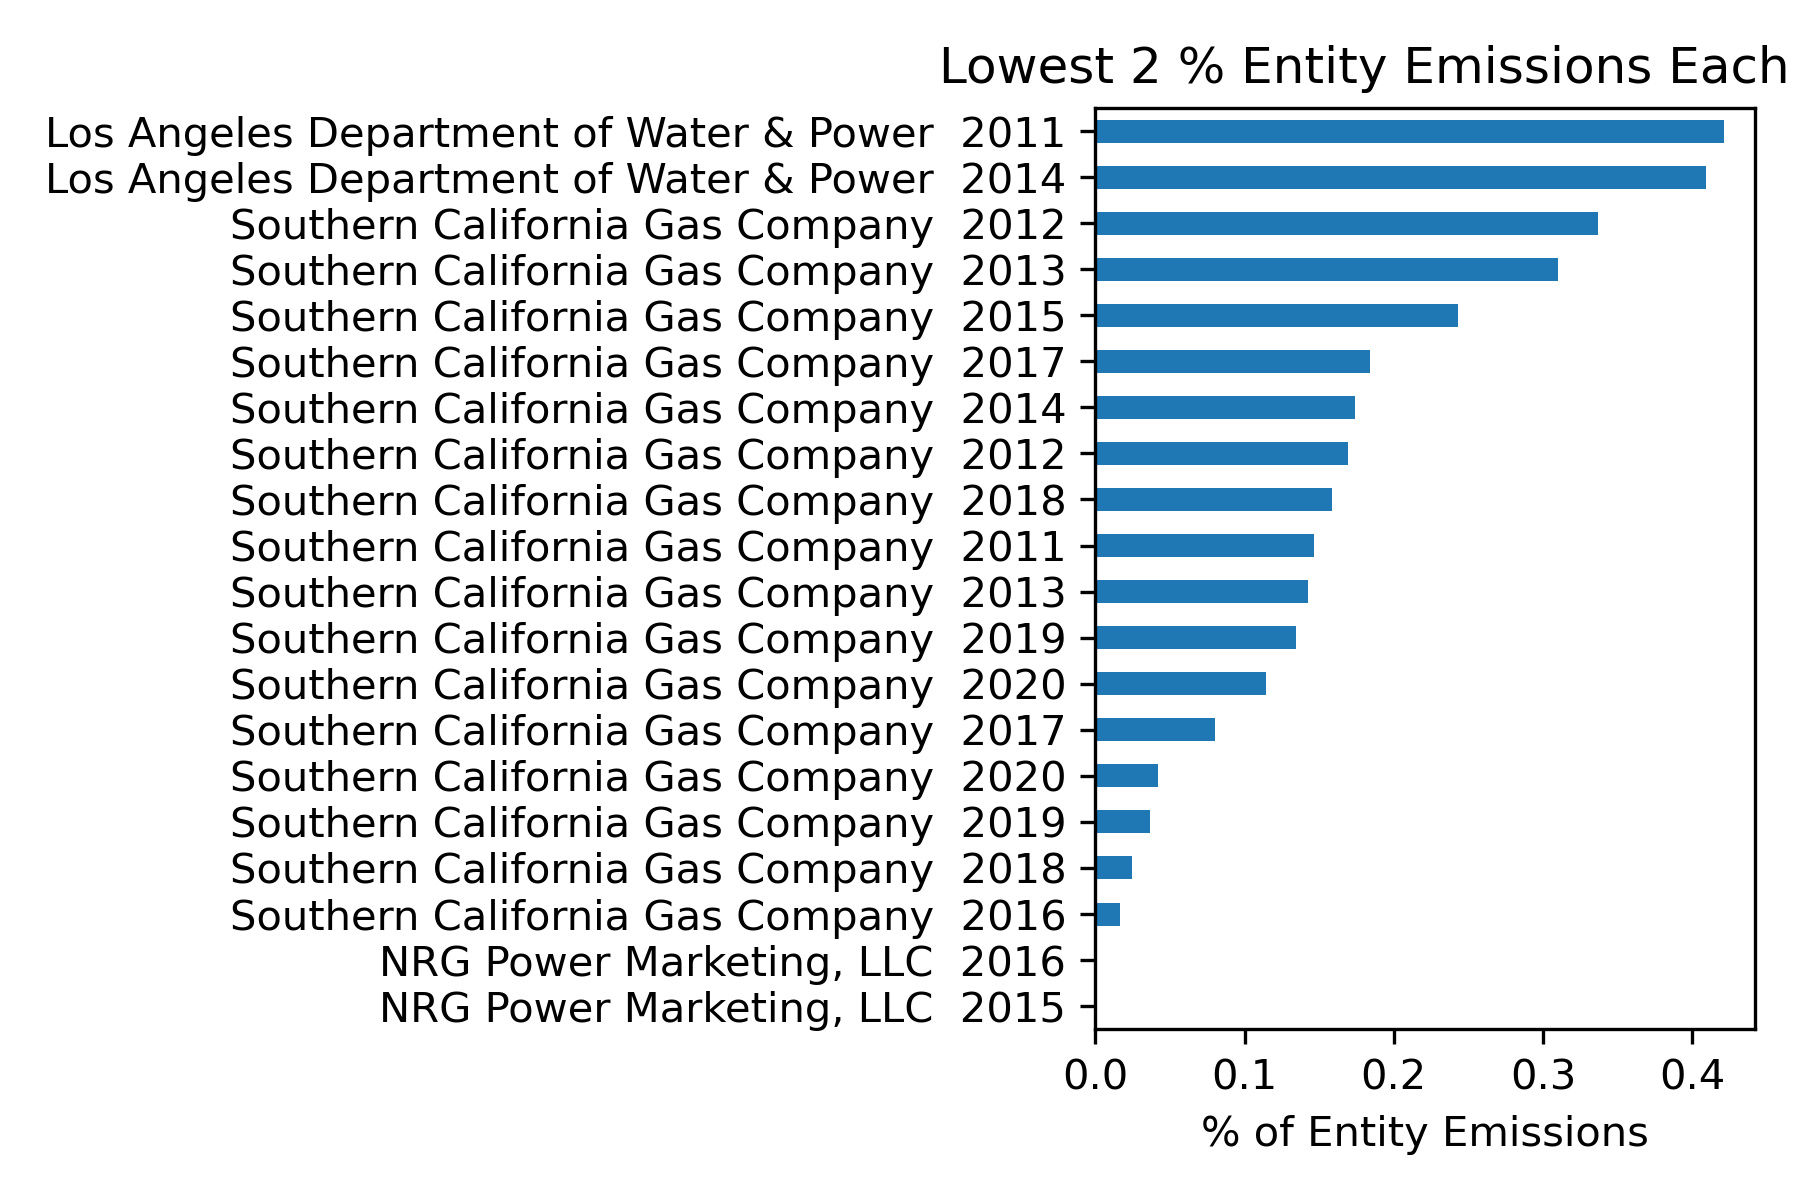 Lowest 2 % Entity Emissions Each
Los Angeles Department of Water & Power 2011
Los Angeles Department of Water & Power 2014
Southern California Gas Company 2012
Southern California Gas Company 2013
Southern California Gas Company 2015
Southern California Gas Company 2017
Southern California Gas Company 2014
Southern California Gas Company 2012
Southern California Gas Company 2018
Southern California Gas Company 2011
Southern California Gas Company 2013
Southern California Gas Company 2019
Southern California Gas Company 2020
Southern California Gas Company 2017
Southern California Gas Company 2020
Southern California Gas Company 2019
Southern California Gas Company 2018
Southern California Gas Company 2016
NRG Power Marketing, LLC 2016
NRG Power Marketing, LLC 2015
0.0 0.1 0.2 0.3 0.4
% of Entity Emissions